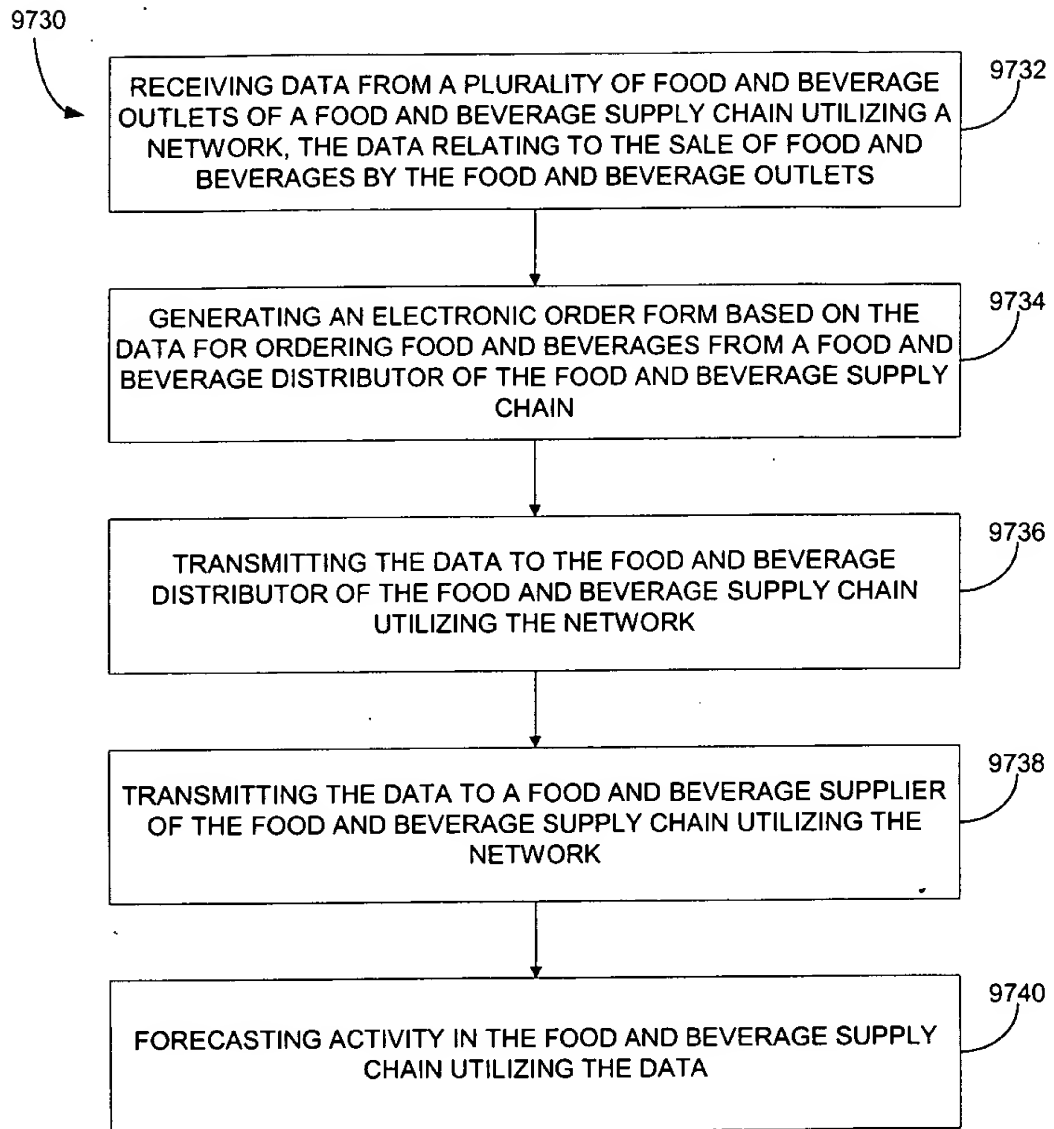 9730
9732
RECEIVING DATA FROM A PLURALITY OF FOOD AND BEVERAGE
OUTLETS OF A FOOD AND BEVERAGE SUPPLY CHAIN UTILIZING A
NETWORK, THE DATA RELATING TO THE SALE OF FOOD AND
BEVERAGES BY THE FOOD AND BEVERAGE OUTLETS
9734
GENERATING AN ELECTRONIC ORDER FORM BASED ON THE
DATA FOR ORDERING FOOD AND BEVERAGES FROM A FOOD AND
BEVERAGE DISTRIBUTOR OF THE FOOD AND BEVERAGE SUPPLY
CHAIN
9736
TRANSMITTING THE DATA TO THE FOOD AND BEVERAGE
DISTRIBUTOR OF THE FOOD AND BEVERAGE SUPPLY CHAIN
UTILIZING THE NETWORK
9738
TRANSMITTING THE DATA TO A FOOD AND BEVERAGE SUPPLIER
OF THE FOOD AND BEVERAGE SUPPLY CHAIN UTILIZING THE
NETWORK
9740
FORECASTING ACTIVITY IN THE FOOD AND BEVERAGE SUPPLY
CHAIN UTILIZING THE DATA